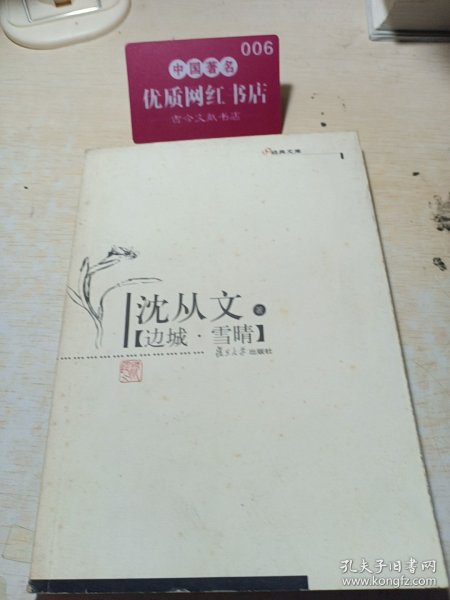 006
中国著名
优质网红书店
古今文献书店
经典文库
沈从文 著
【边城·雪晴】
复旦大学出版社
孔夫子旧书网
www.kongfz.com